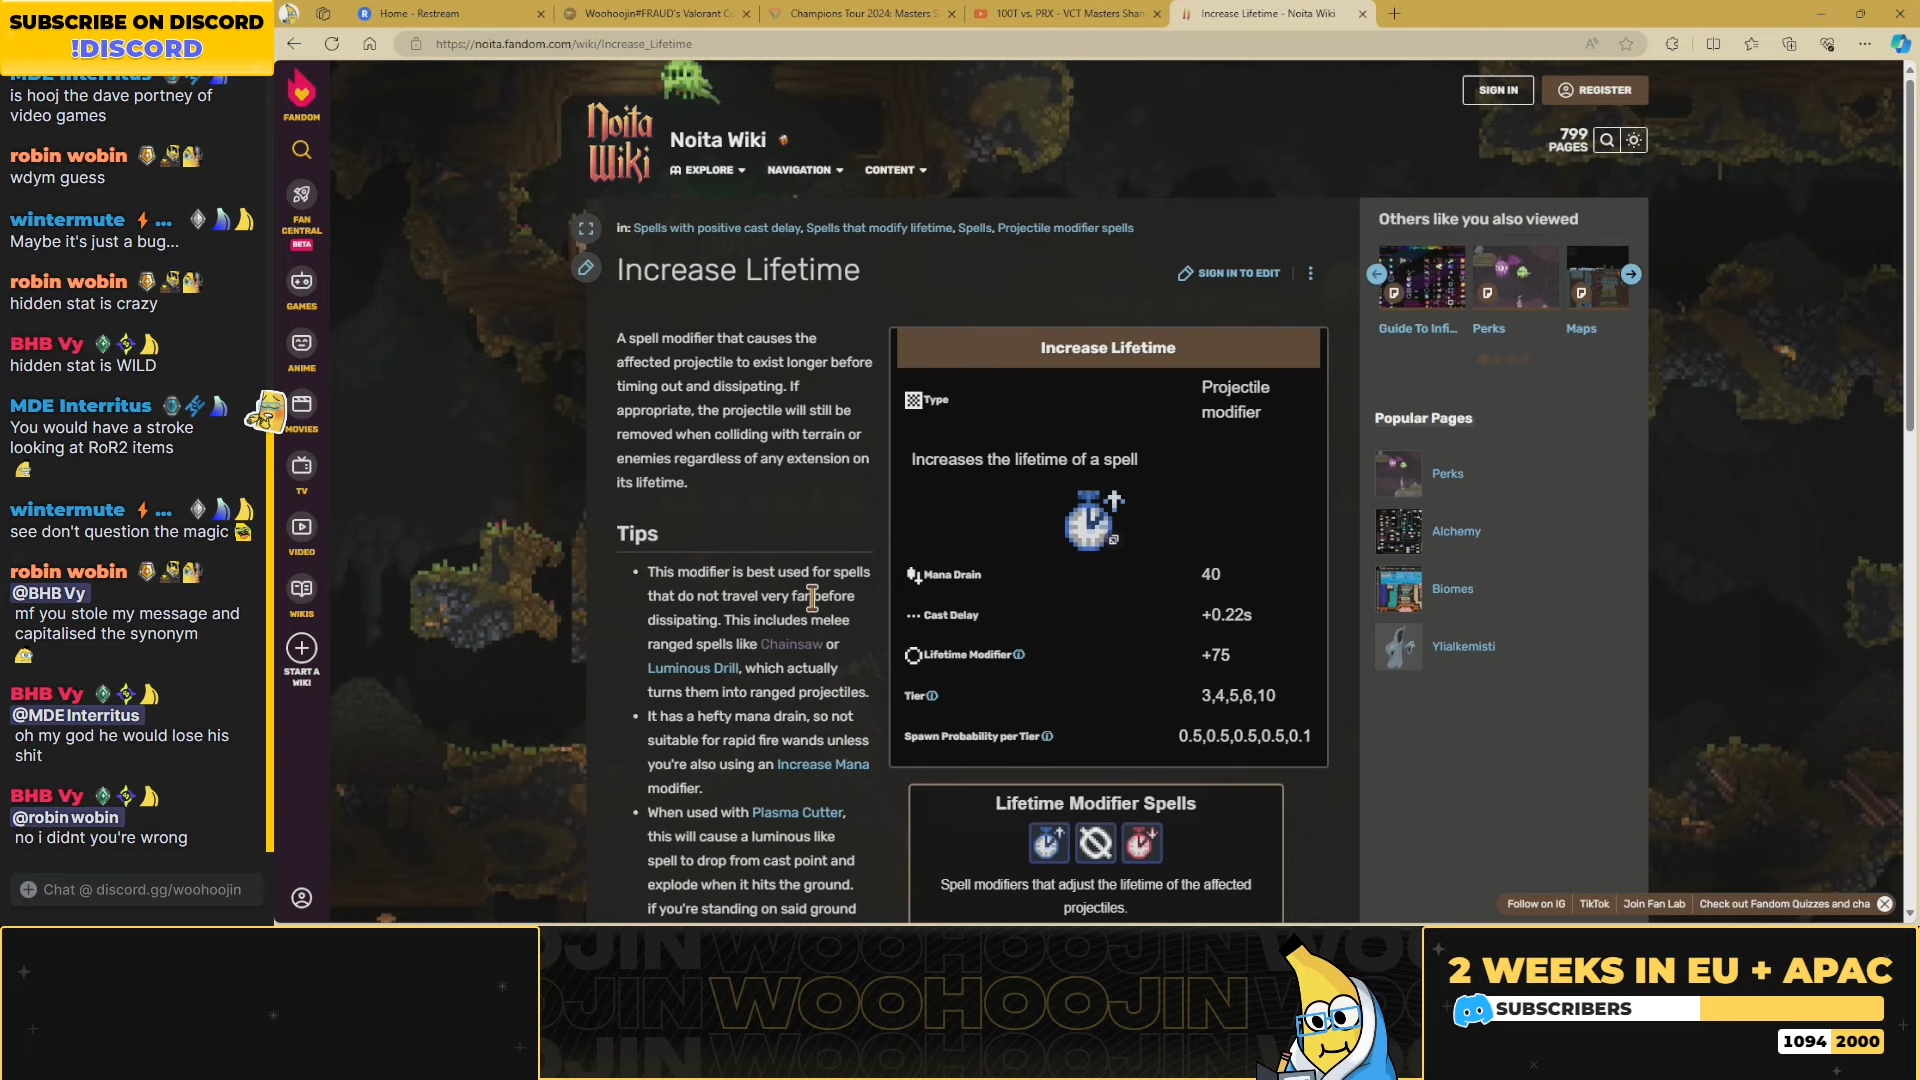 SUBSCRIBE ON DISCORD
!DISCORD
MDE Interritus
is hooj the dave portney of
video games
robin wobin
wdym guess
wintermute ⚡ ...
Maybe it's just a bug...
robin wobin
hidden stat is crazy
BHB Vy
hidden stat is WILD
MDE Interritus
You would have a stroke
looking at RoR2 items
wintermute ⚡ ...
see don't question the magic
robin wobin
@BHB Vy
mf you stole my message and
capitalised the synonym
BHB Vy
@MDE Interritus
oh my god he would lose his
shit
BHB Vy
@robin wobin
no i didnt you're wrong
Chat @ discord.gg/woohoojin
Home - Restream
Woohoojin#FRAUD's Valorant Cu
Champions Tour 2024: Masters S
100T vs. PRX - VCT Masters Shan
Increase Lifetime - Noita Wiki
https://noita.fandom.com/wiki/Increase_Lifetime
FANDOM
FAN
CENTRAL
BETA
GAMES
ANIME
MOVIES
TV
VIDEO
WIKIS
START A
WIKI
Noita
Wiki
Noita Wiki
EXPLORE
NAVIGATION
CONTENT
SIGN IN
REGISTER
799
PAGES
in: Spells with positive cast delay, Spells that modify lifetime, Spells, Projectile modifier spells
Increase Lifetime
SIGN IN TO EDIT
A spell modifier that causes the
affected projectile to exist longer before
timing out and dissipating. If
appropriate, the projectile will still be
removed when colliding with terrain or
enemies regardless of any extension on
its lifetime.
Tips
• This modifier is best used for spells
that do not travel very far before
dissipating. This includes melee
ranged spells like Chainsaw or
Luminous Drill, which actually
turns them into ranged projectiles.
• It has a hefty mana drain, so not
suitable for rapid fire wands unless
you're also using an Increase Mana
modifier.
• When used with Plasma Cutter,
this will cause a luminous like
spell to drop from cast point and
explode when it hits the ground.
if you're standing on said ground
Increase Lifetime
Type
Projectile
modifier
Increases the lifetime of a spell
Mana Drain
40
Cast Delay
+0.22s
Lifetime Modifier
+75
Tier
3,4,5,6,10
Spawn Probability per Tier
0.5,0.5,0.5,0.5,0.1
Lifetime Modifier Spells
Spell modifiers that adjust the lifetime of the affected
projectiles.
Others like you also viewed
Guide To Infi...
Perks
Maps
Popular Pages
Perks
Alchemy
Biomes
Ylialkemisti
Follow on IG
TikTok
Join Fan Lab
Check out Fandom Quizzes and cha
WOOHOOJIN
2 WEEKS IN EU + APAC
SUBSCRIBERS
1094 2000